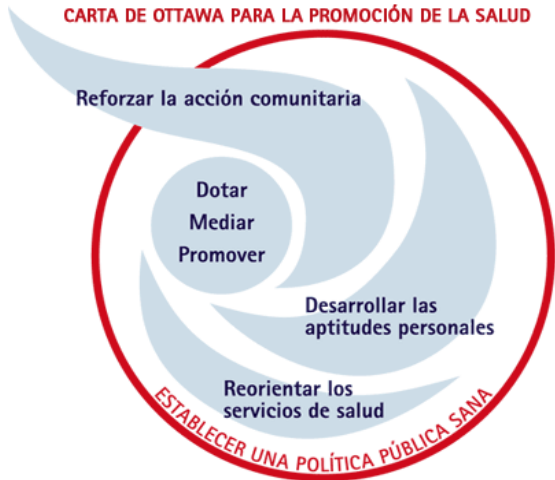 CARTA DE OTTAWA PARA LA PROMOCIÓN DE LA SALUD
Reforzar la acción comunitaria
Dotar
Mediar
Promover
Desarrollar las
aptitudes personales
Reorientar los
servicios de salud
ESTABLECER UNA POLÍTICA PÚBLICA SANA